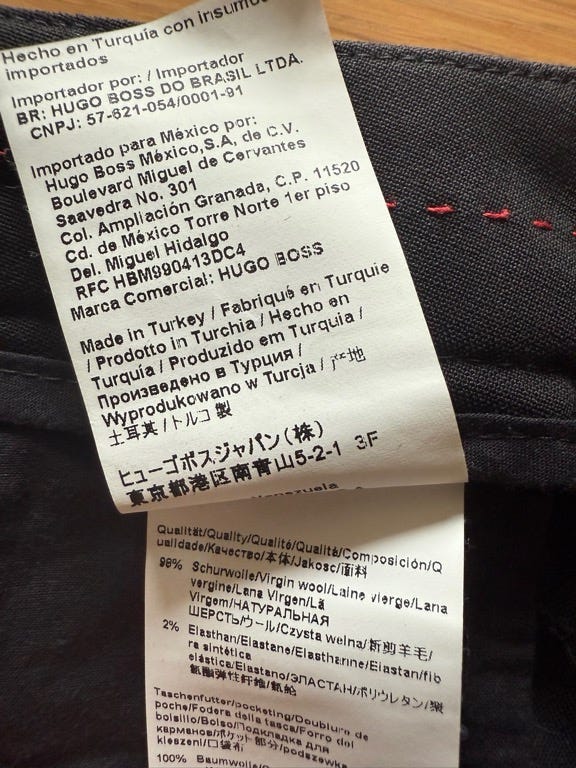 Hecho en Turquía con insumos
importados
Importador por: / Importador
BR: HUGO BOSS DO BRASIL LTDA.
CNPJ: 57-621-054/0001-91
Importado para México por:
Hugo Boss México,S.A, de C.V.
Boulevard Miguel de Cervantes
Saavedra No. 301
Col. Ampliación Granada, C.P. 11520
Cd. de México Torre Norte 1er piso
Del. Miguel Hidalgo
RFC HBM990413DC4
Marca Comercial: HUGO BOSS
Made in Turkey / Fabriqué en Turquie
/ Prodotto in Turchia / Hecho en
Turquía / Produzido em Turquia /
Произведено в Турции /
Wyprodukowano w Turcja / 产地
土耳其 / トルコ 製
ヒューゴボスジャパン(株)
東京都港区南青山5-2-1 3F
Venezuela
Qualität/Quality/Qualité/Qualità/Composición/Q
ualidade/Качество/本体/Jakosc/面料
98% Schurwolle/Virgin wool/Laine vierge/Lana
vergine/Lana Virgen/Lã
Virgem/НАТУРАЛЬНАЯ
ШЕРСТЬ/ウール/Czysta welna/新剪羊毛/
2% Elasthan/Elastane/Elasthanne/Elastan/fib
ra sintética
elástica/Elastano/ЭЛАСТАН/ポリウレタン/聚
氨酯弹性纤维/氨纶
Taschenfutter/pocketing/Doublure de
poche/Fodera della tasca/Forro del
bolsillo/Bolso/Подкладка для
карманов/ポケット部分/podszewka
kieszeni/口袋布
100% Baumwolle/